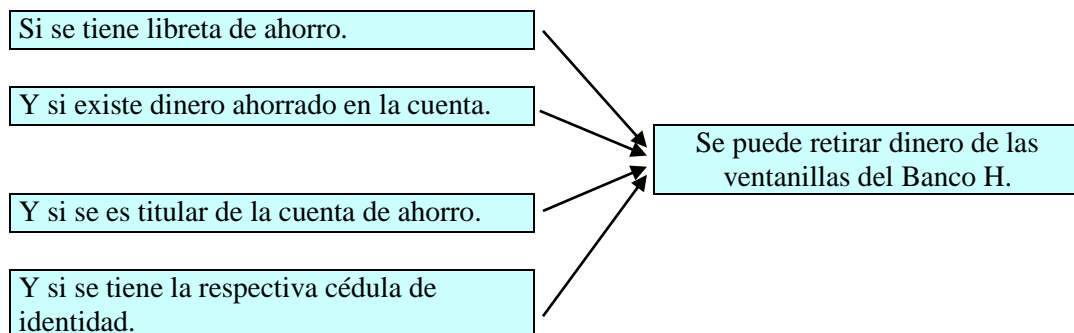 Si se tiene libreta de ahorro.
Y si existe dinero ahorrado en la cuenta.
Se puede retirar dinero de las
ventanillas del Banco H.
Y si se es titular de la cuenta de ahorro.
Y si se tiene la respectiva cédula de
identidad.